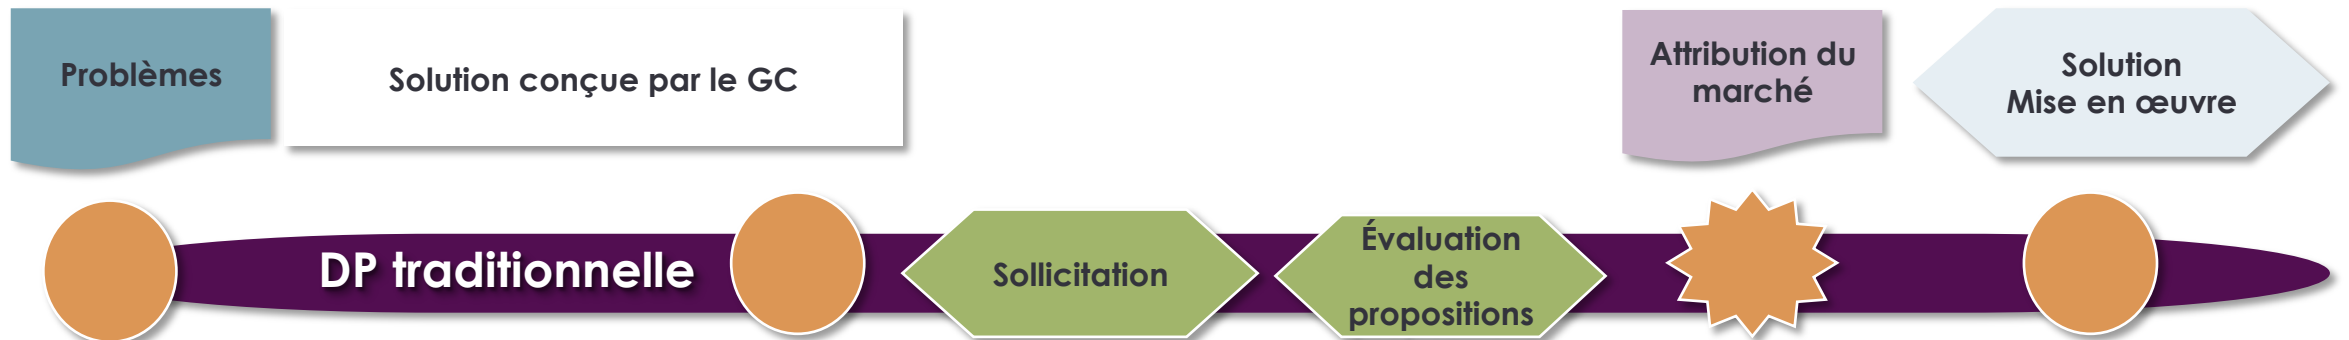 Problèmes
Solution conçue par le GC
Attribution du
marché
Solution
Mise en œuvre
DP traditionnelle
Sollicitation
Évaluation
des
propositions